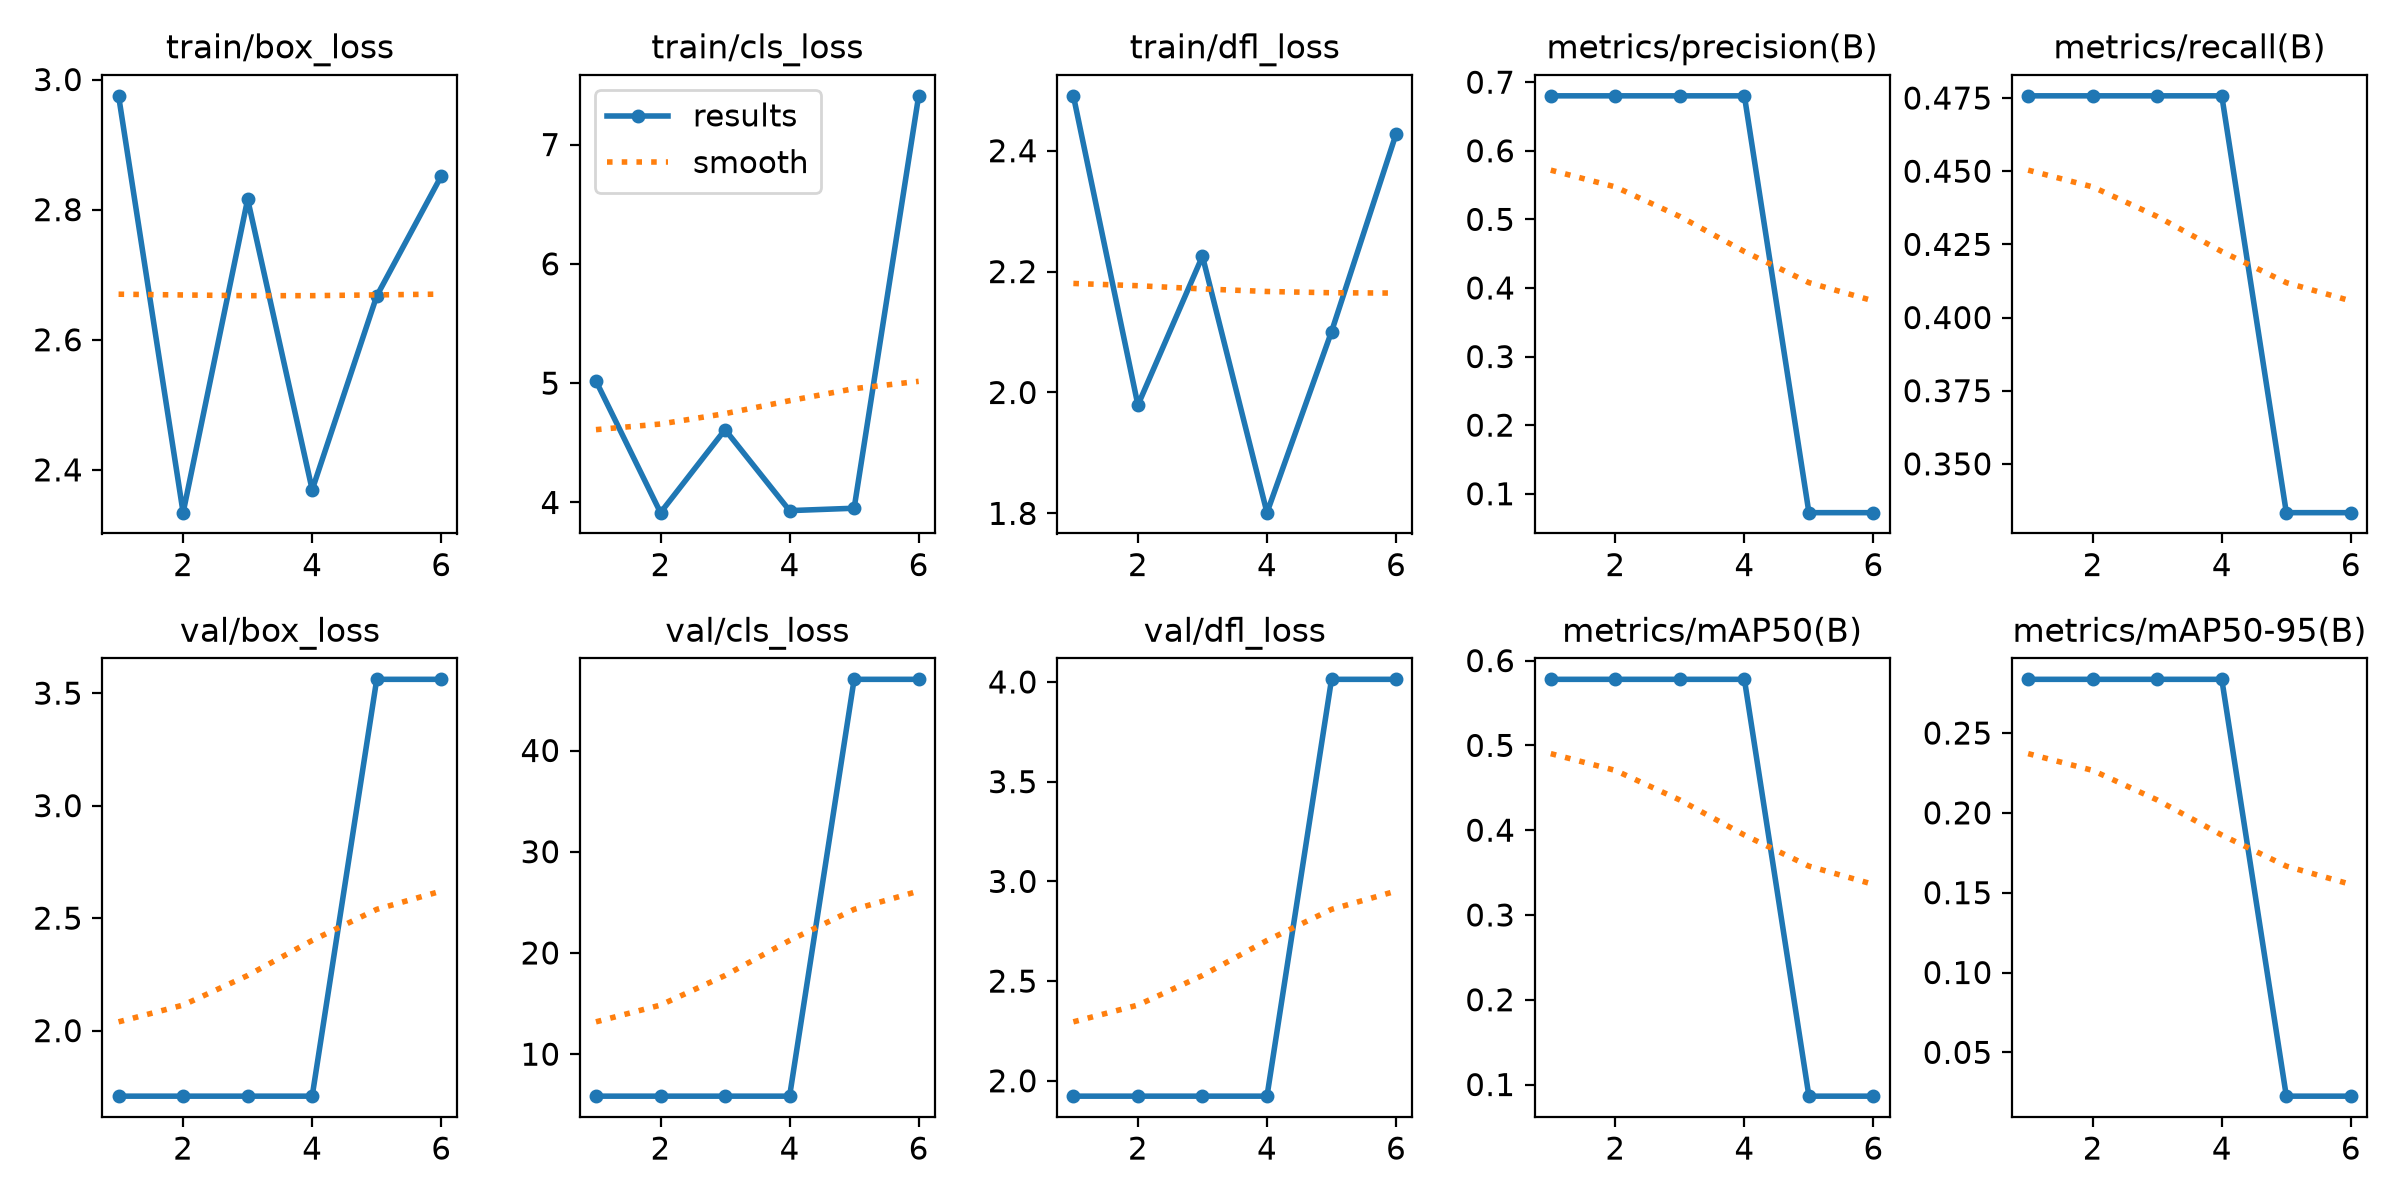 train/box_loss
3.0
2.8
2.6
2.4
2 4 6
train/cls_loss
results
smooth
7
6
5
4
2 4 6
train/dfl_loss
2.4
2.2
2.0
1.8
2 4 6
metrics/precision(B)
0.7
0.6
0.5
0.4
0.3
0.2
0.1
2 4 6
metrics/recall(B)
0.475
0.450
0.425
0.400
0.375
0.350
2 4 6
val/box_loss
3.5
3.0
2.5
2.0
2 4 6
val/cls_loss
40
30
20
10
2 4 6
val/dfl_loss
4.0
3.5
3.0
2.5
2.0
2 4 6
metrics/mAP50(B)
0.6
0.5
0.4
0.3
0.2
0.1
2 4 6
metrics/mAP50-95(B)
0.25
0.20
0.15
0.10
0.05
2 4 6